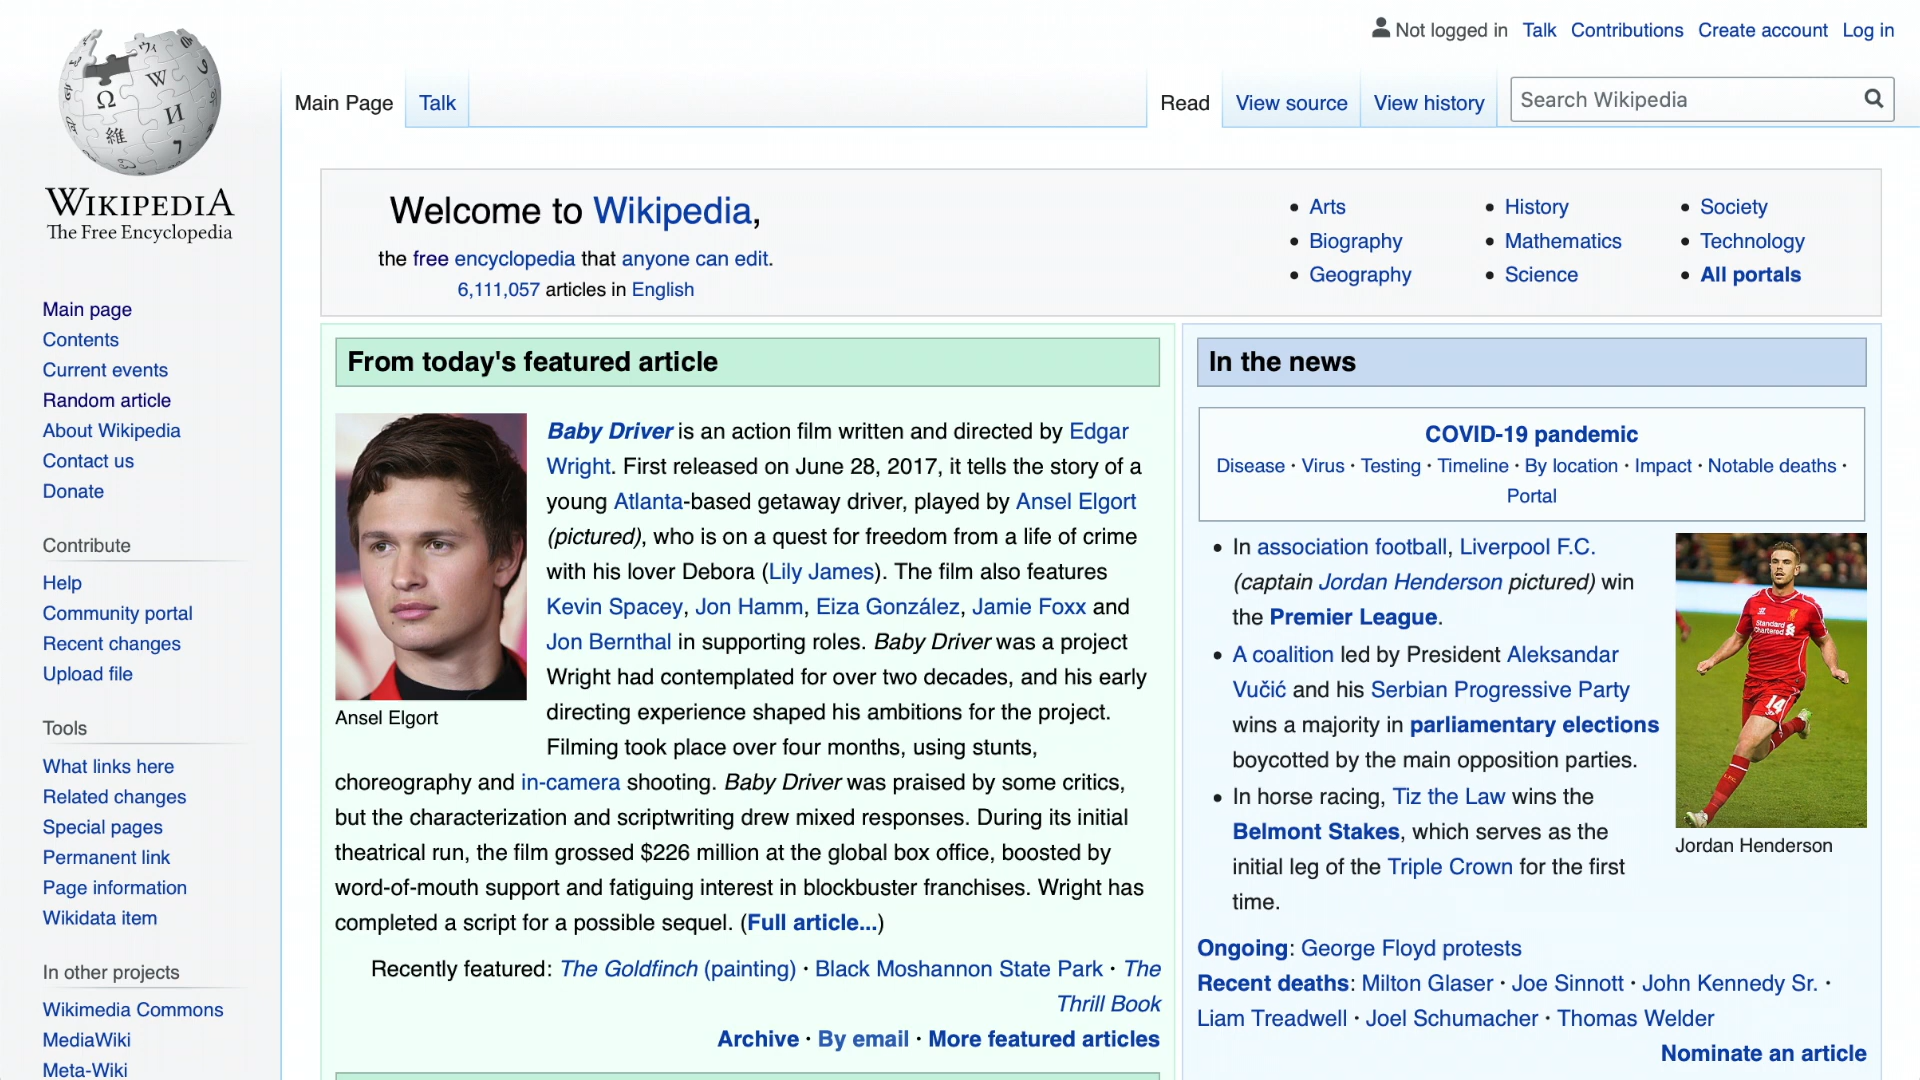 Not logged in Talk Contributions Create account Log in
Main Page Talk Read View source View history Search Wikipedia
WIKIPEDIA
The Free Encyclopedia
Main page
Contents
Current events
Random article
About Wikipedia
Contact us
Donate
Contribute
Help
Community portal
Recent changes
Upload file
Tools
What links here
Related changes
Special pages
Permanent link
Page information
Wikidata item
In other projects
Wikimedia Commons
MediaWiki
Meta-Wiki
Welcome to Wikipedia,
the free encyclopedia that anyone can edit.
6,111,057 articles in English
Arts
Biography
Geography
History
Mathematics
Science
Society
Technology
All portals
From today's featured article
Ansel Elgort
Baby Driver is an action film written and directed by Edgar
Wright. First released on June 28, 2017, it tells the story of a
young Atlanta-based getaway driver, played by Ansel Elgort
(pictured), who is on a quest for freedom from a life of crime
with his lover Debora (Lily James). The film also features
Kevin Spacey, Jon Hamm, Eiza González, Jamie Foxx and
Jon Bernthal in supporting roles. Baby Driver was a project
Wright had contemplated for over two decades, and his early
directing experience shaped his ambitions for the project.
Filming took place over four months, using stunts,
choreography and in-camera shooting. Baby Driver was praised by some critics,
but the characterization and scriptwriting drew mixed responses. During its initial
theatrical run, the film grossed $226 million at the global box office, boosted by
word-of-mouth support and fatiguing interest in blockbuster franchises. Wright has
completed a script for a possible sequel. (Full article...)
Recently featured: The Goldfinch (painting) · Black Moshannon State Park · The
Thrill Book
Archive · By email · More featured articles
In the news
COVID-19 pandemic
Disease · Virus · Testing · Timeline · By location · Impact · Notable deaths ·
Portal
In association football, Liverpool F.C.
(captain Jordan Henderson pictured) win
the Premier League.
A coalition led by President Aleksandar
Vučić and his Serbian Progressive Party
wins a majority in parliamentary elections
boycotted by the main opposition parties.
In horse racing, Tiz the Law wins the
Belmont Stakes, which serves as the
initial leg of the Triple Crown for the first
time.
Standard
Chartered
14
Jordan Henderson
Ongoing: George Floyd protests
Recent deaths: Milton Glaser · Joe Sinnott · John Kennedy Sr. ·
Liam Treadwell · Joel Schumacher · Thomas Welder
Nominate an article